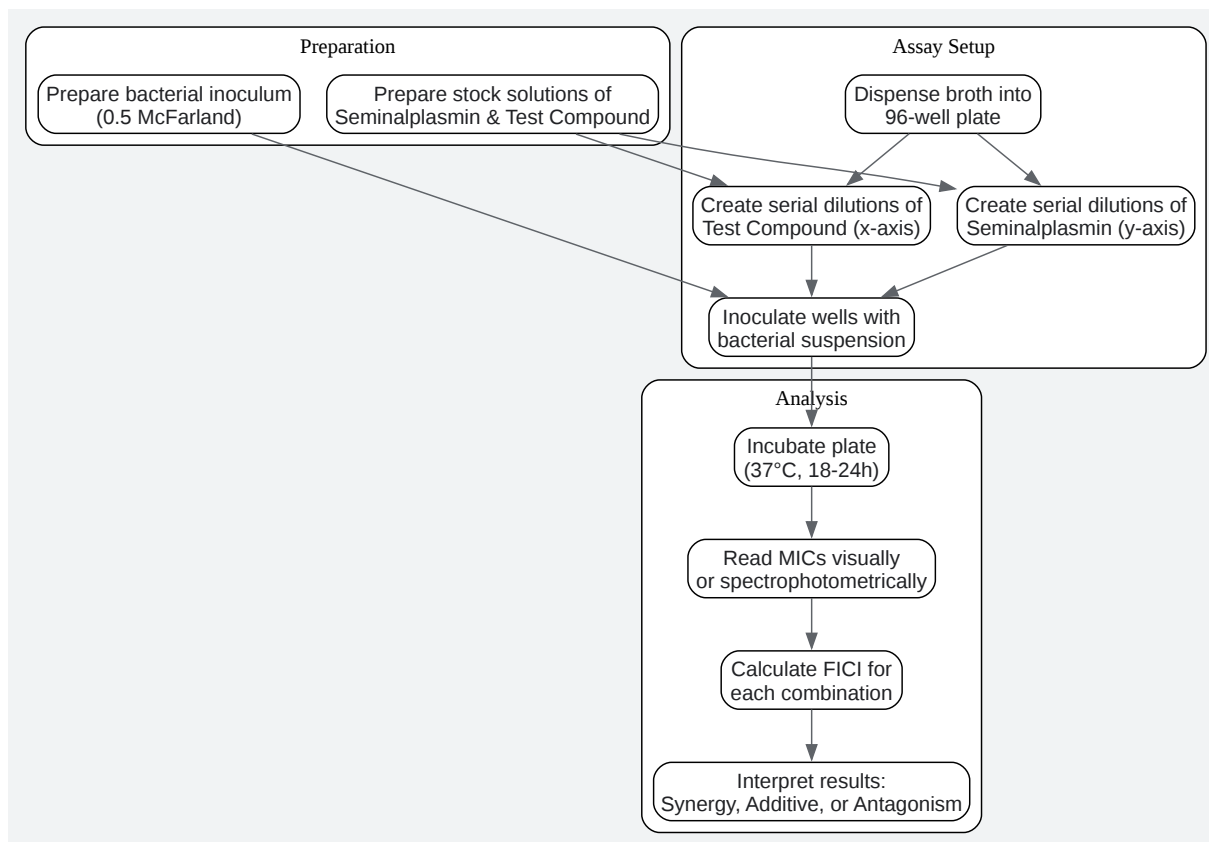 Preparation
Prepare bacterial inoculum
(0.5 McFarland)
Prepare stock solutions of
Seminalplasmin & Test Compound
Assay Setup
Dispense broth into
96-well plate
Create serial dilutions of
Test Compound (x-axis)
Create serial dilutions of
Seminalplasmin (y-axis)
Inoculate wells with
bacterial suspension
Analysis
Incubate plate
(37°C, 18-24h)
Read MICs visually
or spectrophotometrically
Calculate FICI for
each combination
Interpret results:
Synergy, Additive, or Antagonism